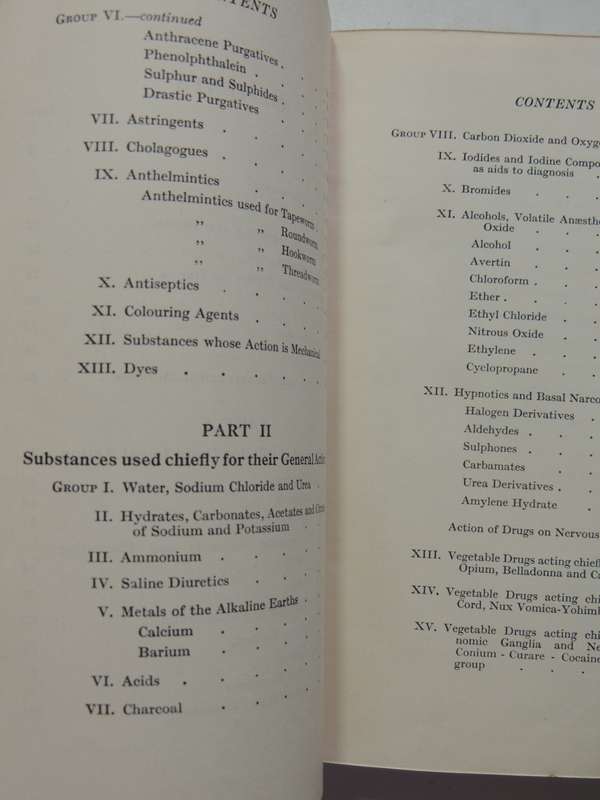 CONTENTS
GROUP VI.—continued
Anthracene Purgatives
Phenolphthalein
Sulphur and Sulphides
Drastic Purgatives
VII. Astringents
VIII. Cholagogues
IX. Anthelmintics
Anthelmintics used for Tapeworm
,, ,, Roundworm
,, ,, Hookworm
,, ,, Threadworm
X. Antiseptics
XI. Colouring Agents
XII. Substances whose Action is Mechanical
XIII. Dyes
PART II
Substances used chiefly for their General
GROUP I. Water, Sodium Chloride and Urea
II. Hydrates, Carbonates, Acetates and
of Sodium and Potassium
III. Ammonium
IV. Saline Diuretics
V. Metals of the Alkaline Earths
Calcium
Barium
VI. Acids
VII. Charcoal
CONTENTS
GROUP VIII. Carbon Dioxide and
IX. Iodides and Iodine
as aids to diagnosis
X. Bromides
XI. Alcohols, Volatile
Oxide
Alcohol
Avertin
Chloroform
Ether
Ethyl Chloride
Nitrous Oxide
Ethylene
Cyclopropane
XII. Hypnotics and Basal
Halogen Derivatives
Aldehydes
Sulphones
Carbamates
Urea Derivatives
Amylene Hydrate
Action of Drugs on Nervous
XIII. Vegetable Drugs acting
Opium, Belladonna and
XIV. Vegetable Drugs acting
Cord, Nux
XV. Vegetable Drugs acting
nomic Ganglia and
Conium - Curare - Cocaine
group